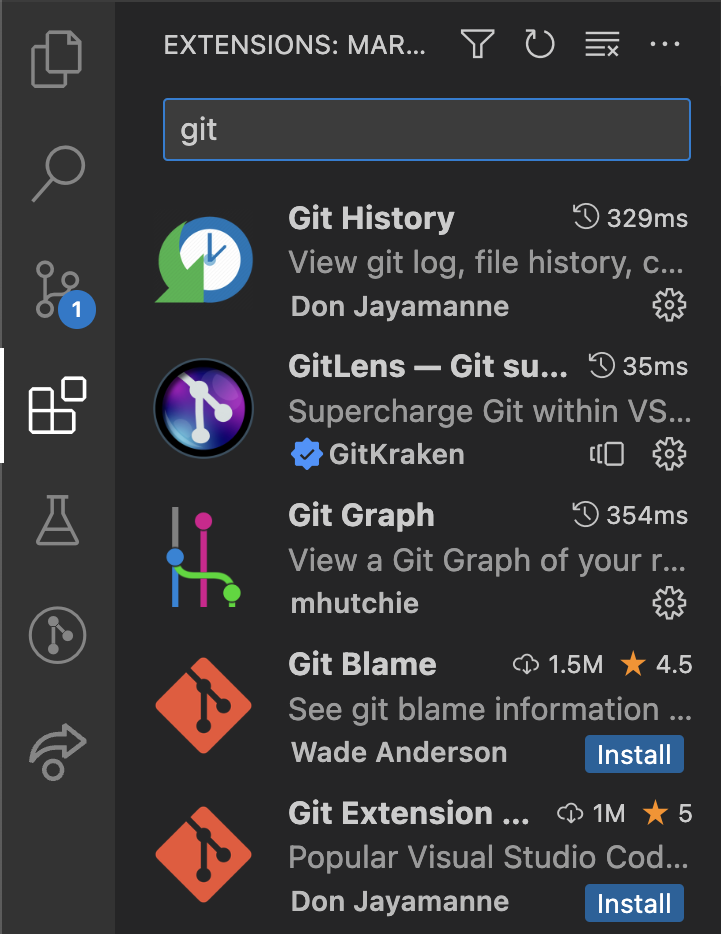 EXTENSIONS: MAR...
git
Git History 329ms
View git log, file history, c...
Don Jayamanne
GitLens — Git su... 35ms
Supercharge Git within VS...
GitKraken
1
Git Graph 354ms
View a Git Graph of your r...
mhutchie
Git Blame 1.5M 4.5
See git blame information ...
Wade Anderson Install
Git Extension ... 1M 5
Popular Visual Studio Cod...
Don Jayamanne Install